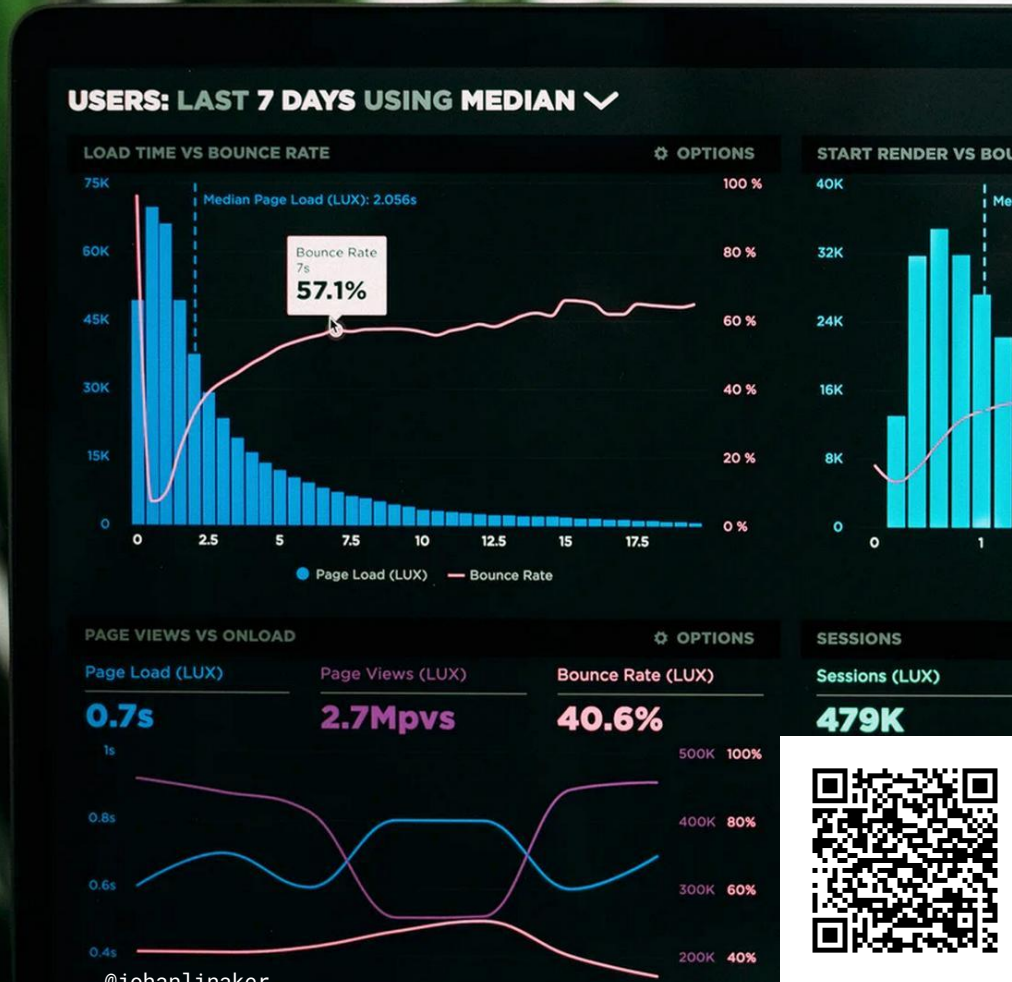 USERS: LAST 7 DAYS USING MEDIAN
LOAD TIME VS BOUNCE RATE
OPTIONS
75K
60K
45K
30K
15K
0
Median Page Load (LUX): 2.056s
Bounce Rate
7s
57.1%
100 %
80 %
60 %
40 %
20 %
0 %
0 2.5 5 7.5 10 12.5 15 17.5
Page Load (LUX) Bounce Rate
START RENDER VS BOU
40K
32K
24K
16K
8K
0
Me
0 1
PAGE VIEWS VS ONLOAD
OPTIONS
Page Load (LUX)
0.7s
Page Views (LUX)
2.7Mpvs
Bounce Rate (LUX)
40.6%
1s
0.8s
0.6s
0.4s
500K 100%
400K 80%
300K 60%
200K 40%
SESSIONS
Sessions (LUX)
479K
@johanlinaker